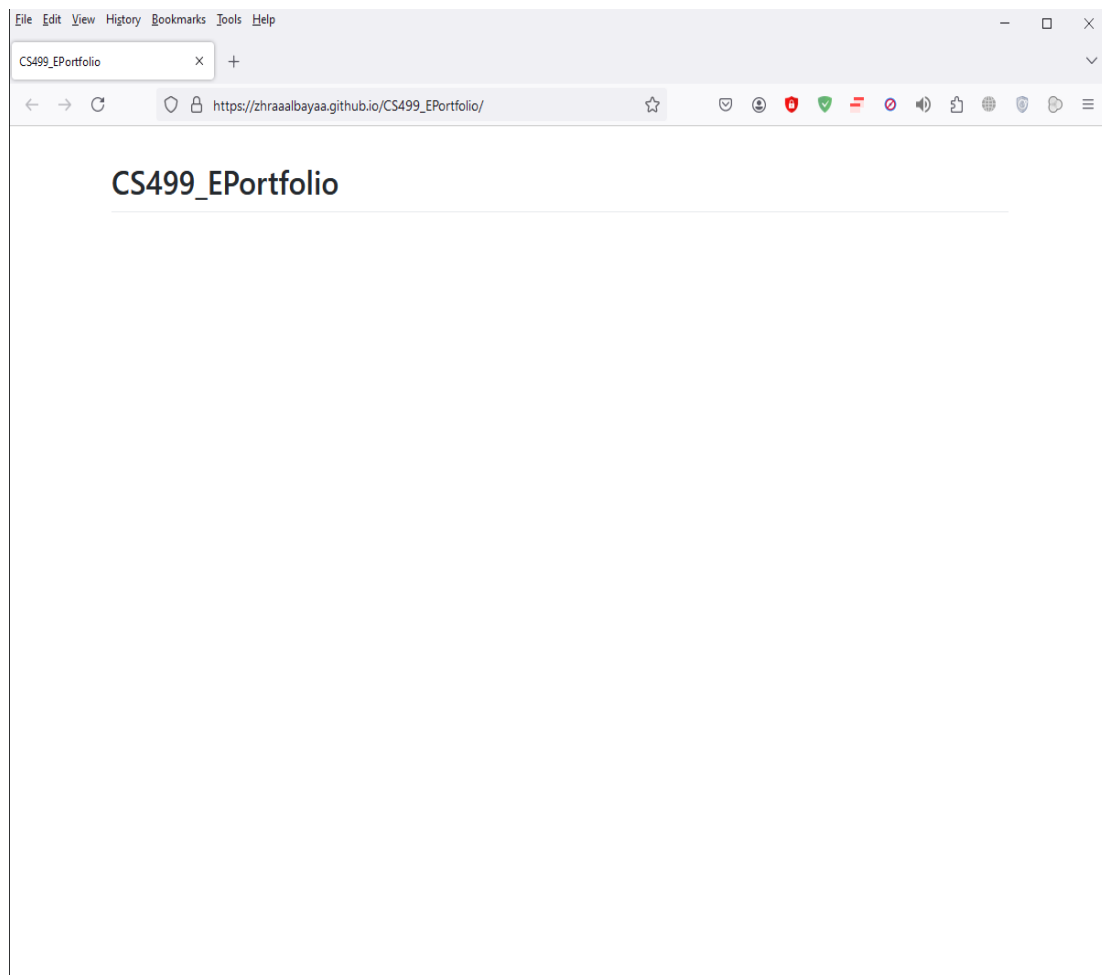 File Edit View History Bookmarks Tools Help
CS499_EPortfolio
https://zhraaalbayaa.github.io/CS499_EPortfolio/
CS499_EPortfolio